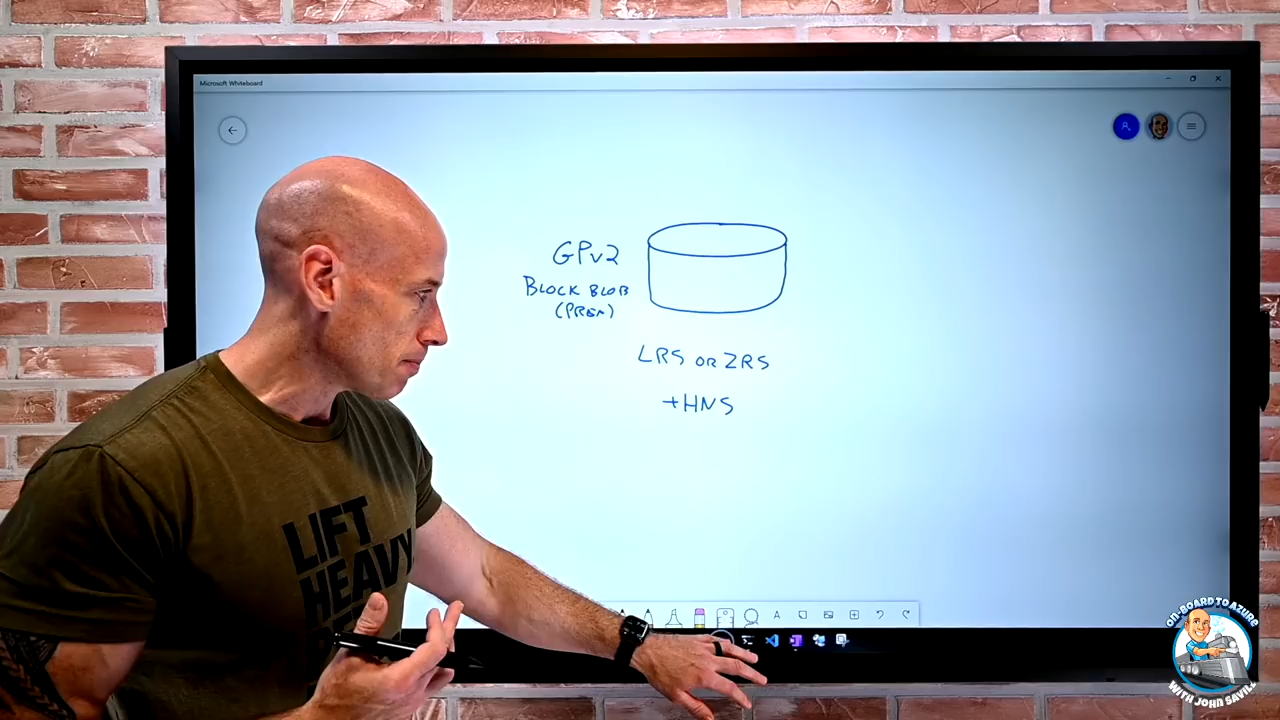 Microsoft Whiteboard
GPv2
BLOCK BLOB
(PREM)
LRS OR ZRS
+HNS
LIFT
HEAVY
A
ON-BOARD TO AZURE
WITH JOHN SAVILL